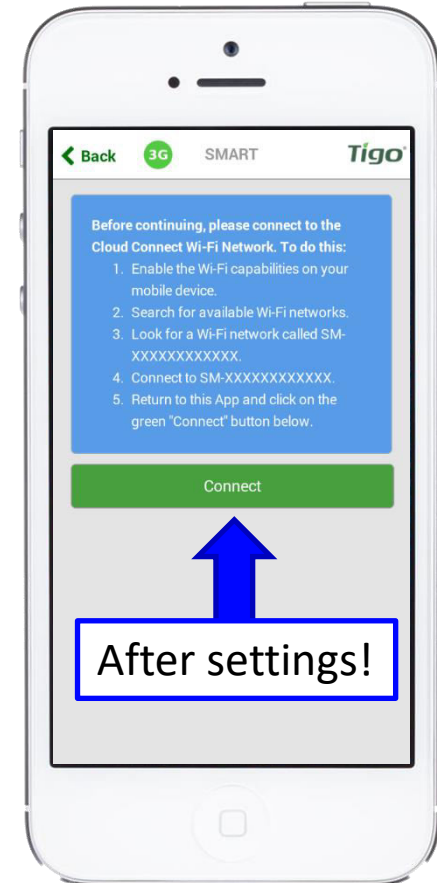 Back 3G SMART Tigo
Before continuing, please connect to the
Cloud Connect Wi-Fi Network. To do this:
1. Enable the Wi-Fi capabilities on your
mobile device.
2. Search for available Wi-Fi networks.
3. Look for a Wi-Fi network called SM-
XXXXXXXXXXXX.
4. Connect to SM-XXXXXXXXXXXX.
5. Return to this App and click on the
green "Connect" button below.
Connect
After settings!